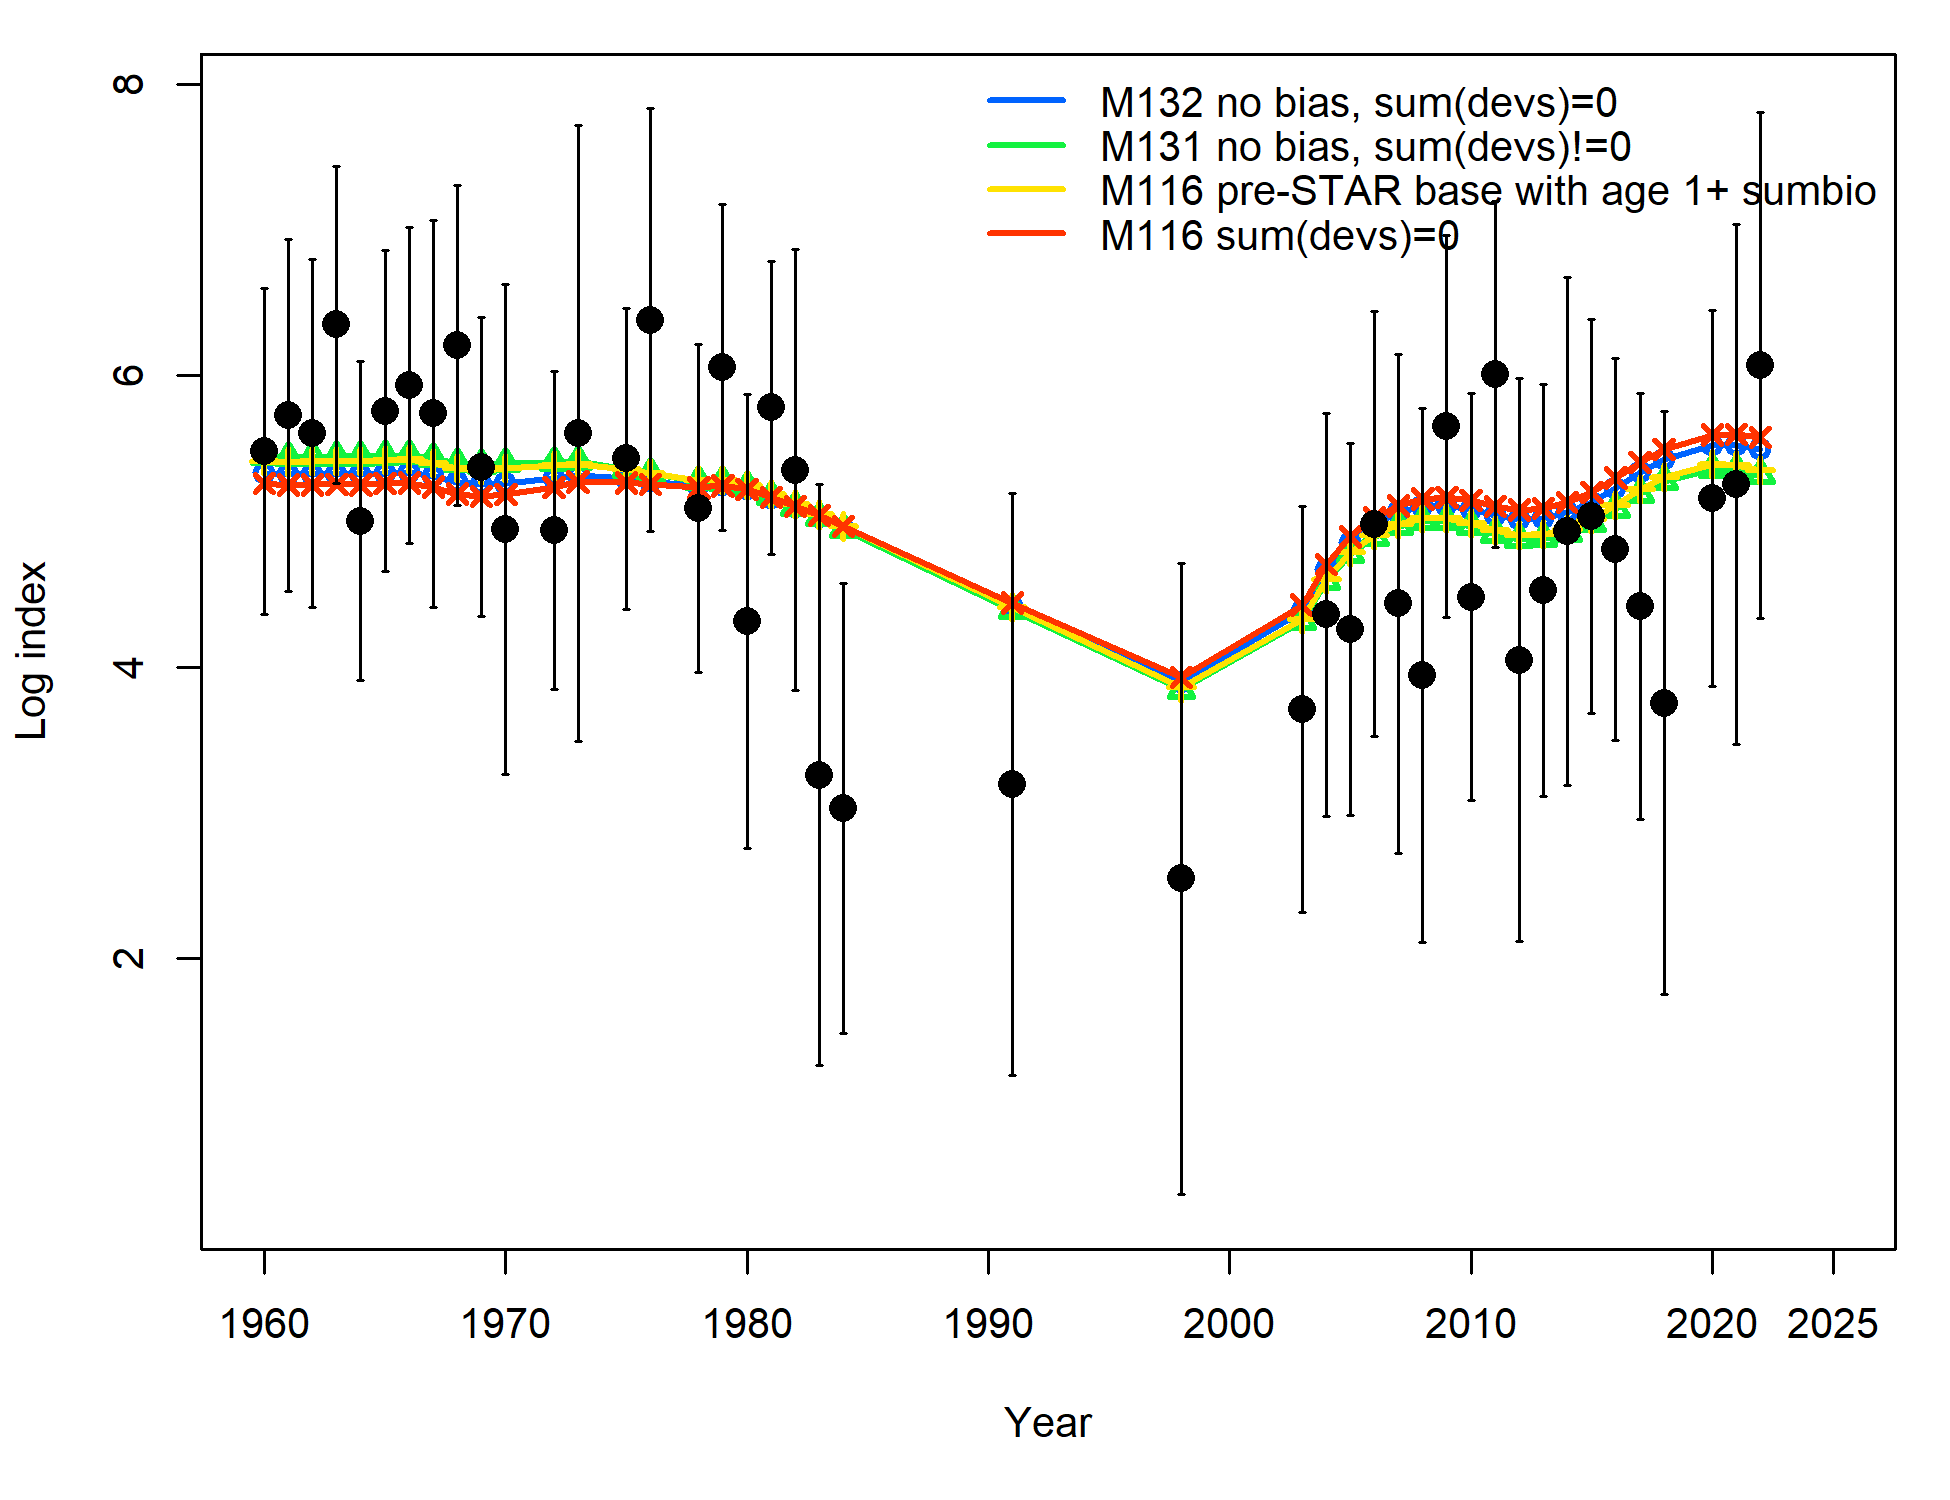 M132 no bias, sum(devs)=0
M131 no bias, sum(devs)!=0
M116 pre-STAR base with age 1+ sumbio
M116 sum(devs)=0
8
6
4
2
Log index
1960 1970 1980 1990 2000 2010 2020 2025
Year